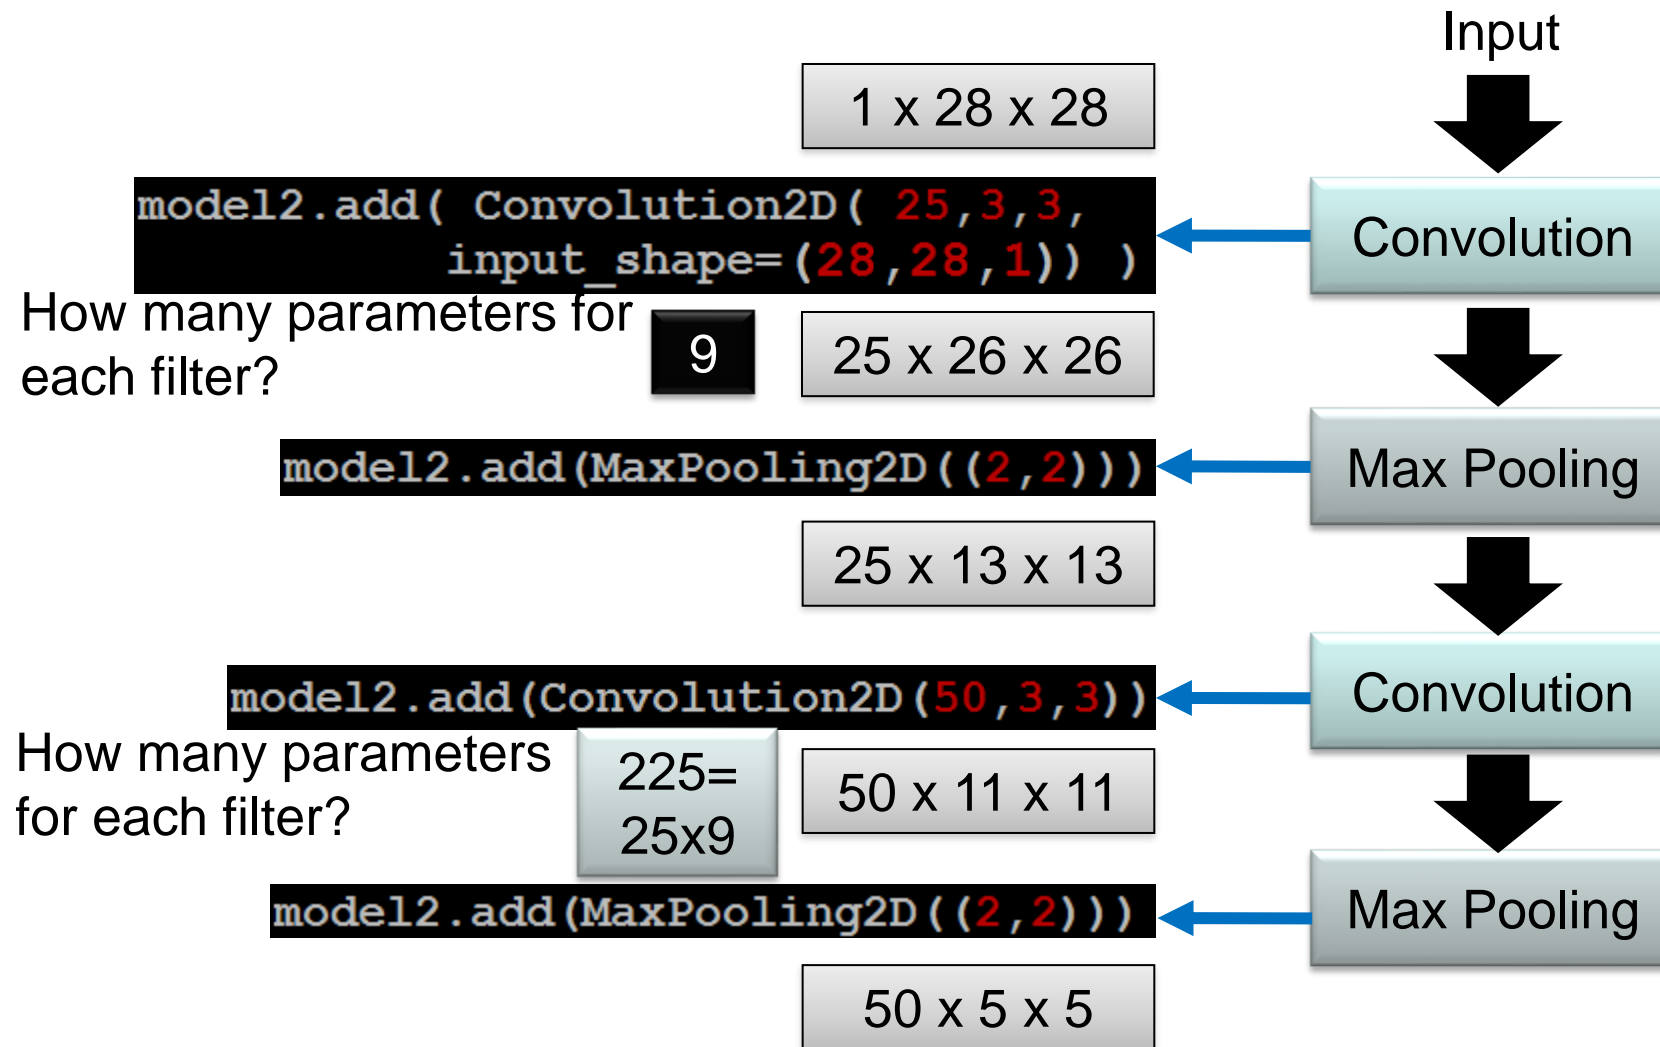 Input
1 x 28 x 28
model2.add( Convolution2D( 25,3,3,
input_shape=(28,28,1)) )
Convolution
How many parameters for
each filter?
9
25 x 26 x 26
model2.add(MaxPooling2D((2,2)))
Max Pooling
25 x 13 x 13
model2.add(Convolution2D(50,3,3))
Convolution
How many parameters
for each filter?
225=
25x9
50 x 11 x 11
model2.add(MaxPooling2D((2,2)))
Max Pooling
50 x 5 x 5